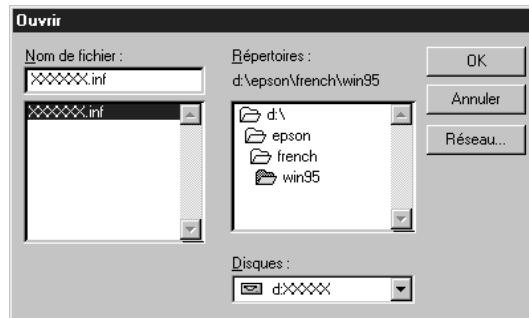 Ouvrir
Nom de fichier :
XXXXXX.inf
XXXXXX.inf
Répertoires :
d:\epson\french\win95
d:\
epson
french
win95
Disques :
d:XXXXX
OK
Annuler
Réseau...